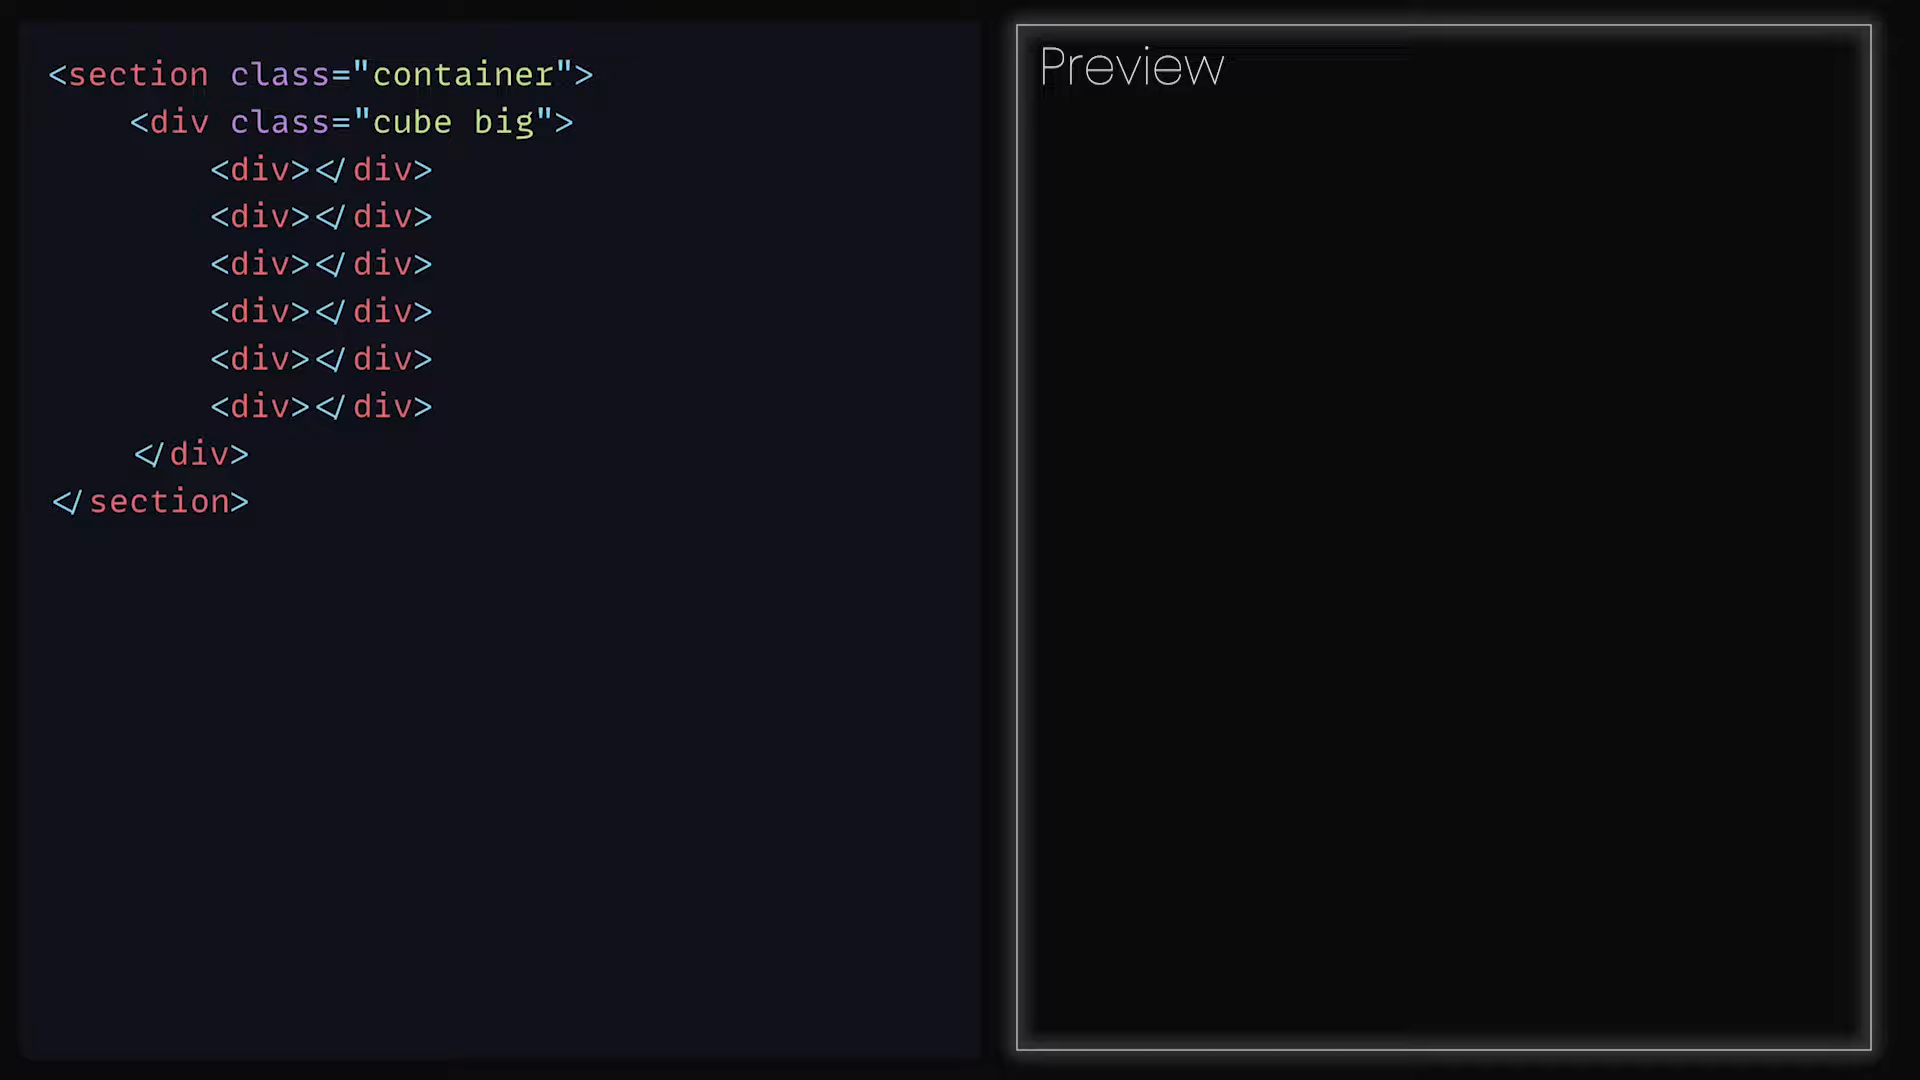 <section class="container">
<div class="cube big">
<div></div>
<div></div>
<div></div>
<div></div>
<div></div>
<div></div>
</div>
</section>
Preview